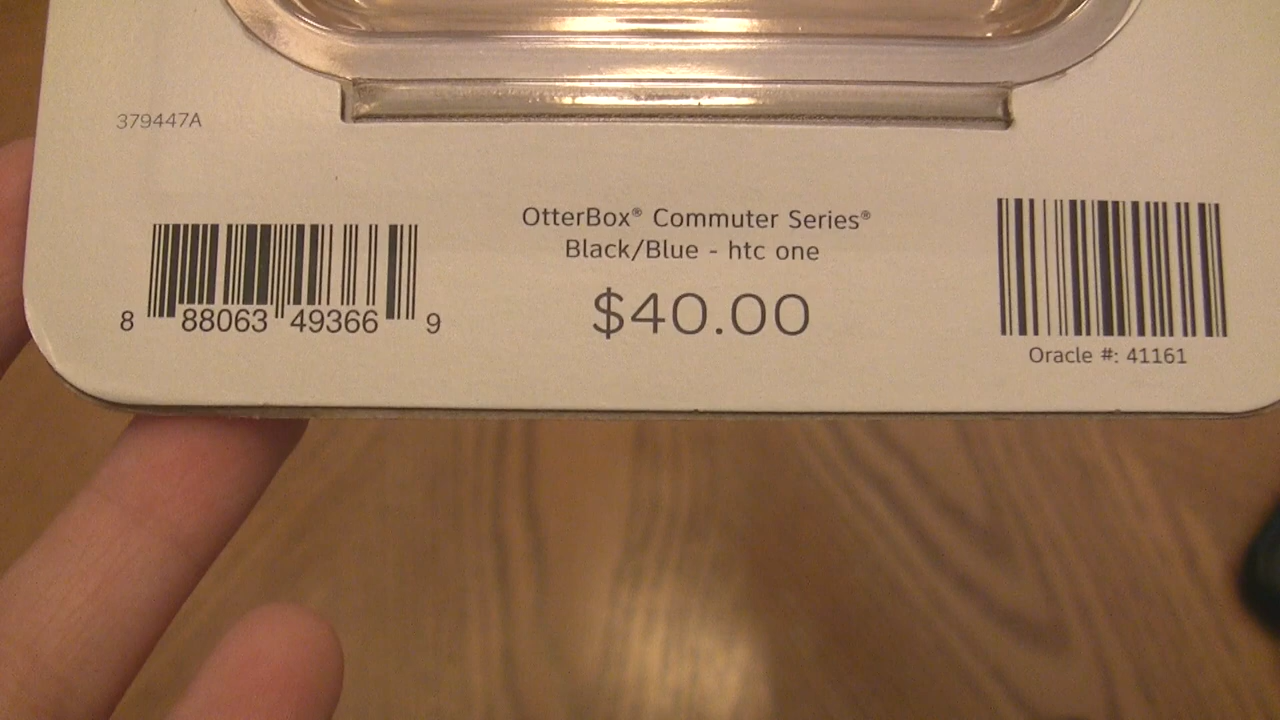 379447A
OtterBox® Commuter Series®
Black/Blue - htc one
$40.00
8 88063 49366 9
Oracle #: 41161